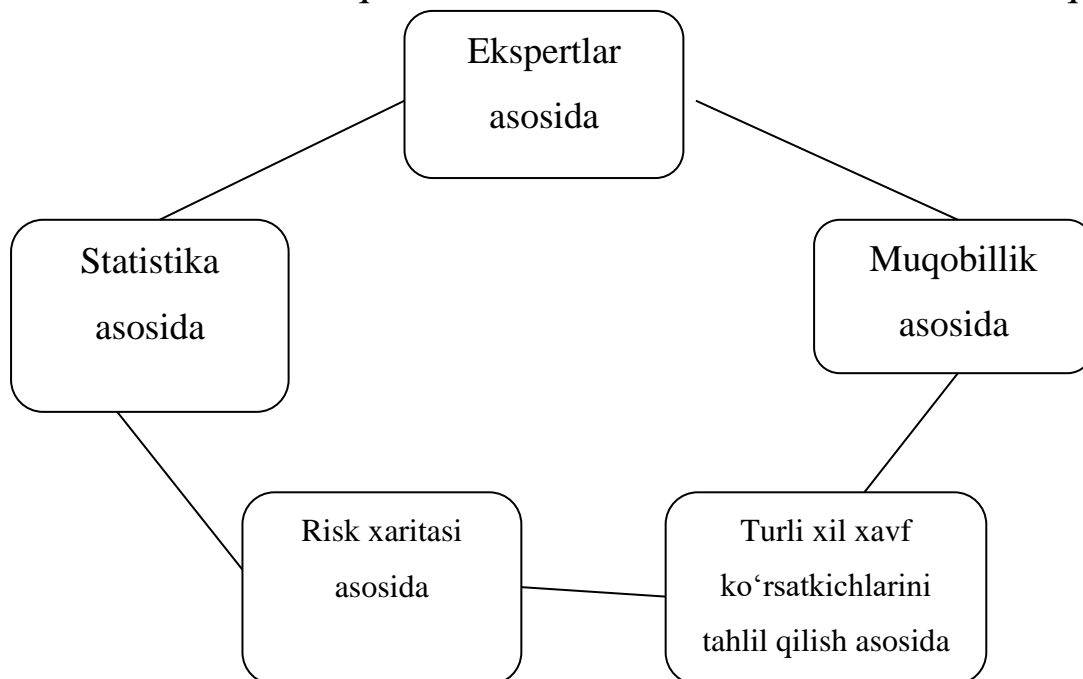 Ekspertlar
asosida
Statistika
asosida
Muqobillik
asosida
Risk xaritasi
asosida
Turli xil xavf
ko‘rsatkichlarini
tahlil qilish asosida